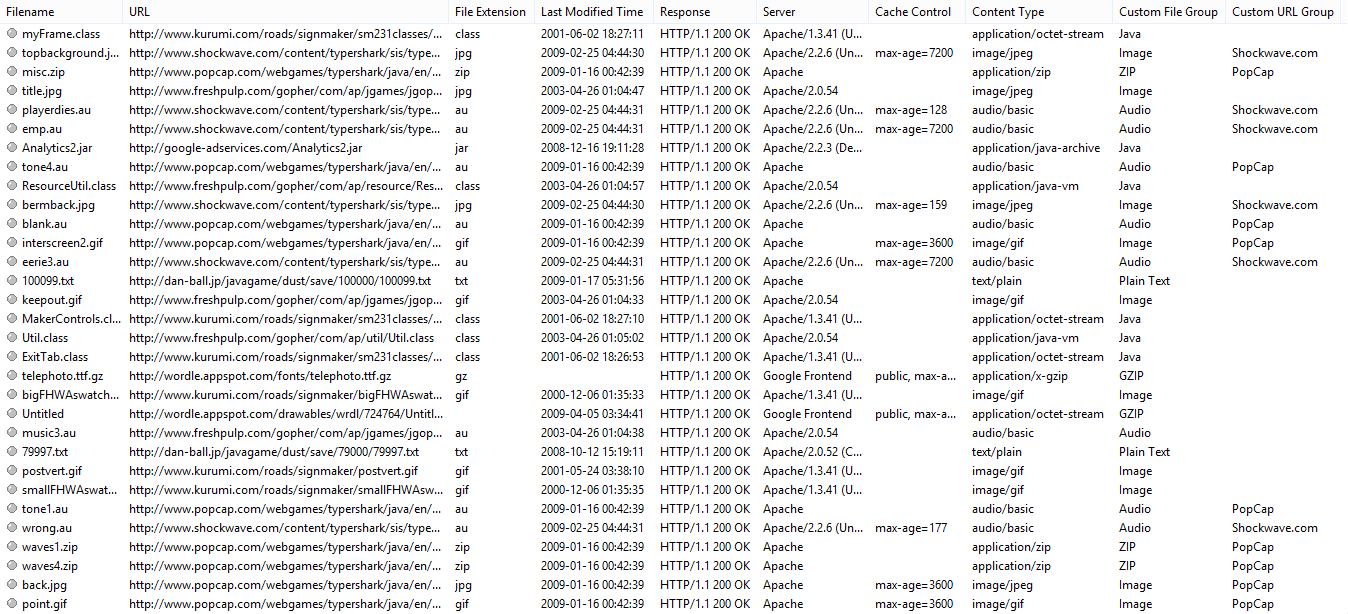 Filename URL File Extension Last Modified Time Response Server Cache Control Content Type Custom File Group Custom URL Group
myFrame.class http://www.kurumi.com/roads/signmaker/sm231classes/... class 2001-06-02 18:27:11 HTTP/1.1 200 OK Apache/1.3.41 (U... application/octet-stream Java
topbackground.j... http://www.shockwave.com/content/typershark/sis/type... jpg 2009-02-25 04:44:30 HTTP/1.1 200 OK Apache/2.2.6 (Un... max-age=7200 image/jpeg Image Shockwave.com
misc.zip http://www.popcap.com/webgames/typershark/java/en/... zip 2009-01-16 00:42:39 HTTP/1.1 200 OK Apache application/zip ZIP PopCap
title.jpg http://www.freshpulp.com/gopher/com/ap/jgames/jgop... jpg 2003-04-26 01:04:47 HTTP/1.1 200 OK Apache/2.0.54 image/jpeg Image
playerdies.au http://www.shockwave.com/content/typershark/sis/type... au 2009-02-25 04:44:31 HTTP/1.1 200 OK Apache/2.2.6 (Un... max-age=128 audio/basic Audio Shockwave.com
emp.au http://www.shockwave.com/content/typershark/sis/type... au 2009-02-25 04:44:31 HTTP/1.1 200 OK Apache/2.2.6 (Un... max-age=7200 audio/basic Audio Shockwave.com
Analytics2.jar http://google-adservices.com/Analytics2.jar jar 2008-12-16 19:11:28 HTTP/1.1 200 OK Apache/2.2.3 (De... application/java-archive Java
tone4.au http://www.popcap.com/webgames/typershark/java/en/... au 2009-01-16 00:42:39 HTTP/1.1 200 OK Apache audio/basic Audio PopCap
ResourceUtil.class http://www.freshpulp.com/gopher/com/ap/resource/Res... class 2003-04-26 01:04:57 HTTP/1.1 200 OK Apache/2.0.54 application/java-vm Java
bermback.jpg http://www.shockwave.com/content/typershark/sis/type... jpg 2009-02-25 04:44:30 HTTP/1.1 200 OK Apache/2.2.6 (Un... max-age=159 image/jpeg Image Shockwave.com
blank.au http://www.popcap.com/webgames/typershark/java/en/... au 2009-01-16 00:42:39 HTTP/1.1 200 OK Apache audio/basic Audio PopCap
interscreen2.gif http://www.popcap.com/webgames/typershark/java/en/... gif 2009-01-16 00:42:39 HTTP/1.1 200 OK Apache max-age=3600 image/gif Image PopCap
eerie3.au http://www.shockwave.com/content/typershark/sis/type... au 2009-02-25 04:44:31 HTTP/1.1 200 OK Apache/2.2.6 (Un... max-age=7200 audio/basic Audio Shockwave.com
100099.txt http://dan-ball.jp/javagame/dust/save/100000/100099.txt txt 2009-01-17 05:31:56 HTTP/1.1 200 OK Apache text/plain Plain Text
keepout.gif http://www.freshpulp.com/gopher/com/ap/jgames/jgop... gif 2003-04-26 01:04:33 HTTP/1.1 200 OK Apache/2.0.54 image/gif Image
MakerControls.cl... http://www.kurumi.com/roads/signmaker/sm231classes/... class 2001-06-02 18:27:10 HTTP/1.1 200 OK Apache/1.3.41 (U... application/octet-stream Java
Util.class http://www.freshpulp.com/gopher/com/ap/util/Util.class class 2003-04-26 01:05:02 HTTP/1.1 200 OK Apache/2.0.54 application/java-vm Java
ExitTab.class http://www.kurumi.com/roads/signmaker/sm231classes/... class 2001-06-02 18:26:53 HTTP/1.1 200 OK Apache/1.3.41 (U... application/octet-stream Java
telephoto.ttf.gz http://wordle.appspot.com/fonts/telephoto.ttf.gz gz HTTP/1.1 200 OK Google Frontend public, max-a... application/x-gzip GZIP
bigFHWAswatch... http://www.kurumi.com/roads/signmaker/bigFHWAswatc... gif 2000-12-06 01:35:33 HTTP/1.1 200 OK Apache/1.3.41 (U... image/gif Image
Untitled http://wordle.appspot.com/drawables/wrdl/724764/Untitl... 2009-04-05 03:34:41 HTTP/1.1 200 OK Google Frontend public, max-a... application/octet-stream GZIP
music3.au http://www.freshpulp.com/gopher/com/ap/jgames/jgop... au 2003-04-26 01:04:38 HTTP/1.1 200 OK Apache/2.0.54 audio/basic Audio
79997.txt http://dan-ball.jp/javagame/dust/save/79000/79997.txt txt 2008-10-12 15:19:11 HTTP/1.1 200 OK Apache/2.0.52 (C... text/plain Plain Text
postvert.gif http://www.kurumi.com/roads/signmaker/postvert.gif gif 2001-05-24 03:38:10 HTTP/1.1 200 OK Apache/1.3.41 (U... image/gif Image
smallFHWAswat... http://www.kurumi.com/roads/signmaker/smallFHWAsw... gif 2000-12-06 01:35:35 HTTP/1.1 200 OK Apache/1.3.41 (U... image/gif Image
tone1.au http://www.popcap.com/webgames/typershark/java/en/... au 2009-01-16 00:42:39 HTTP/1.1 200 OK Apache audio/basic Audio PopCap
wrong.au http://www.shockwave.com/content/typershark/sis/type... au 2009-02-25 04:44:31 HTTP/1.1 200 OK Apache/2.2.6 (Un... max-age=177 audio/basic Audio Shockwave.com
waves1.zip http://www.popcap.com/webgames/typershark/java/en/... zip 2009-01-16 00:42:39 HTTP/1.1 200 OK Apache application/zip ZIP PopCap
waves4.zip http://www.popcap.com/webgames/typershark/java/en/... zip 2009-01-16 00:42:39 HTTP/1.1 200 OK Apache application/zip ZIP PopCap
back.jpg http://www.popcap.com/webgames/typershark/java/en/... jpg 2009-01-16 00:42:39 HTTP/1.1 200 OK Apache max-age=3600 image/jpeg Image PopCap
point.gif http://www.popcap.com/webgames/typershark/java/en/... gif 2009-01-16 00:42:39 HTTP/1.1 200 OK Apache max-age=3600 image/gif Image PopCap